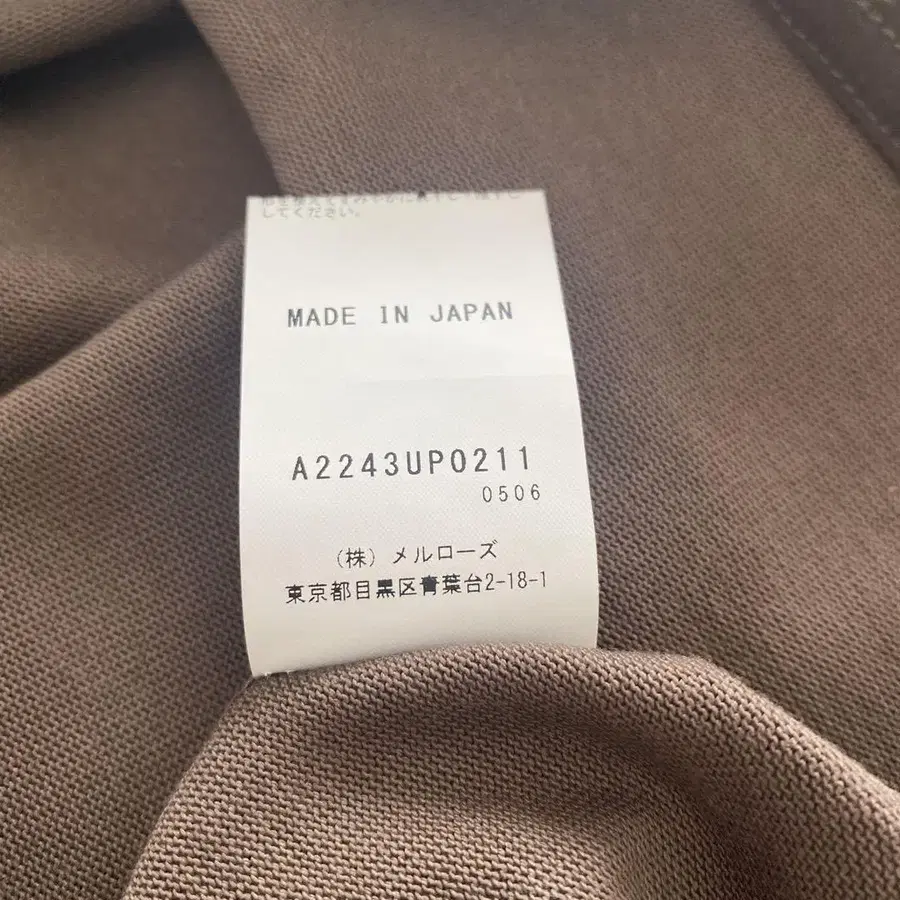 してください。
MADE IN JAPAN
A2243UP0211
0506
(株)メルローズ
東京都目黒区青葉台2-18-1